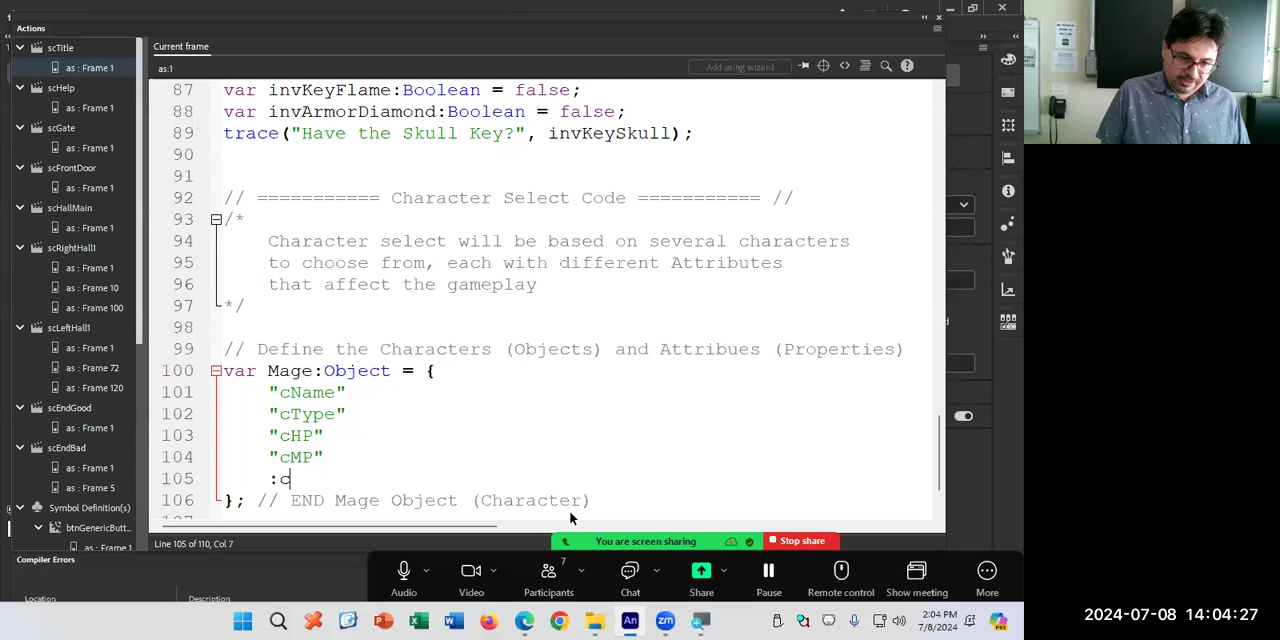 Actions
scTitle
as : Frame 1
scHelp
as : Frame 1
scGate
as : Frame 1
scFrontDoor
as : Frame 1
scHallMain
as : Frame 1
scRightHall1
as : Frame 1
as : Frame 10
as : Frame 100
scLeftHall1
as : Frame 1
as : Frame 72
as : Frame 120
scEndGood
as : Frame 1
scEndBad
as : Frame 1
as : Frame 5
Symbol Definition(s)
btnGenericButt...
as : Frame 1
Current frame
as:1
Add using wizard
87 var invKeyFlame:Boolean = false;
88 var invArmorDiamond:Boolean = false;
89 trace("Have the Skull Key?", invKeySkull);
90
91
92 // =========== Character Select Code =========== //
93 /*
94 Character select will be based on several characters
95 to choose from, each with different Attributes
96 that affect the gameplay
97 */
98
99 // Define the Characters (Objects) and Attribues (Properties)
100 var Mage:Object = {
101 "cName"
102 "cType"
103 "cHP"
104 "cMP"
105 :c
106 }; // END Mage Object (Character)
Line 105 of 110, Col 7
Compiler Errors
Location
Description
You are screen sharing
Stop share
7
Audio
Video
Participants
Chat
Share
Pause
Remote control
Show meeting
More
2:04 PM
7/8/2024
2024-07-08 14:04:27